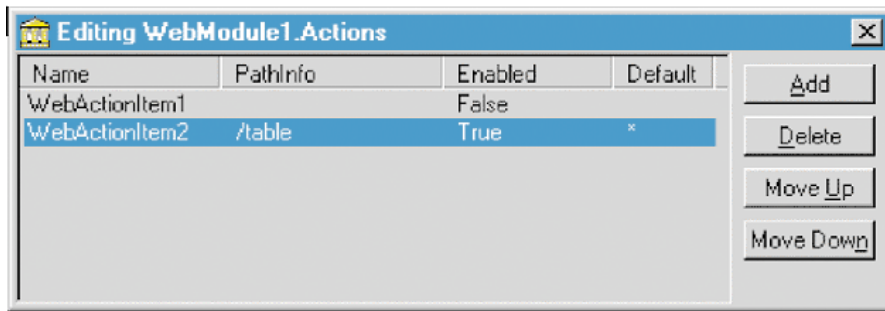 Editing WebModule1.Actions
Name PathInfo Enabled Default
WebActionItem1 False
WebActionItem2 /table True *
Add
Delete
Move Up
Move Down